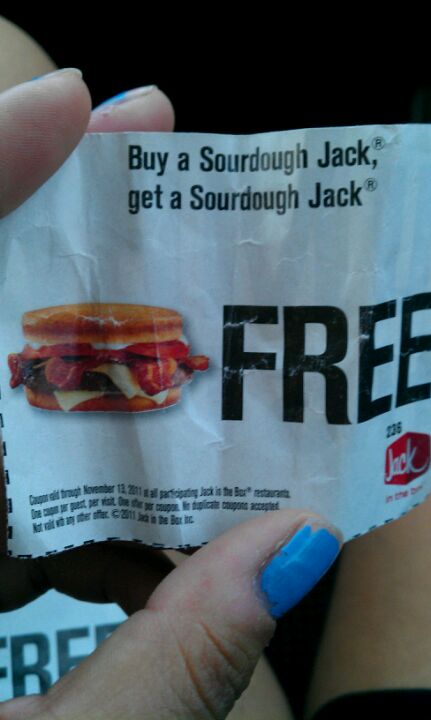 Buy a Sourdough Jack,®
get a Sourdough Jack®
FREE
236
Jack
in the box
Coupon valid through November 13, 2011 at all participating Jack in the Box® restaurants.
One coupon per guest, per visit. One offer per coupon. No duplicate coupons accepted.
Not valid with any other offer. ©2011 Jack in the Box Inc.
FREE